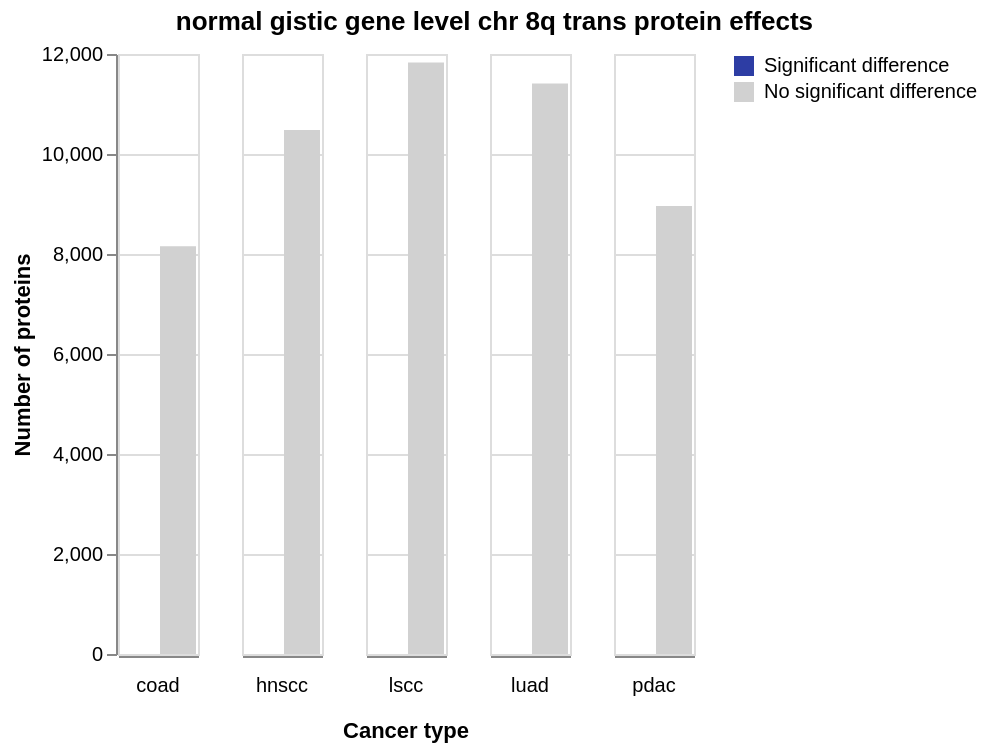 normal gistic gene level chr 8q trans protein effects
Significant difference
No significant difference
Number of proteins
12,000
10,000
8,000
6,000
4,000
2,000
0
coad hnscc lscc luad pdac
Cancer type